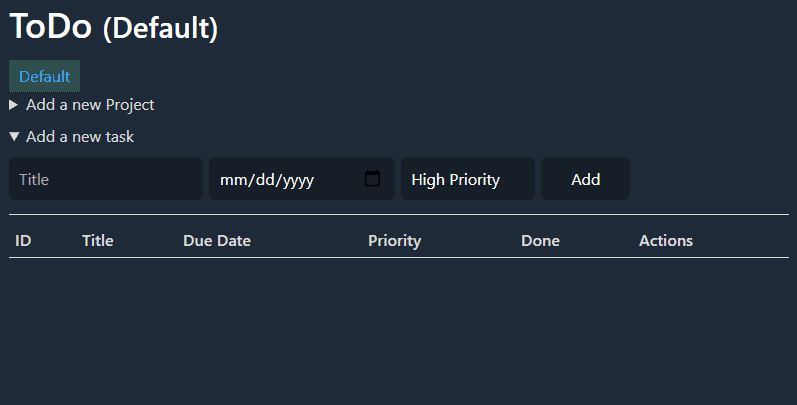 ToDo (Default)
Default
Add a new Project
Add a new task
Title mm/dd/yyyy High Priority Add
ID Title Due Date Priority Done Actions